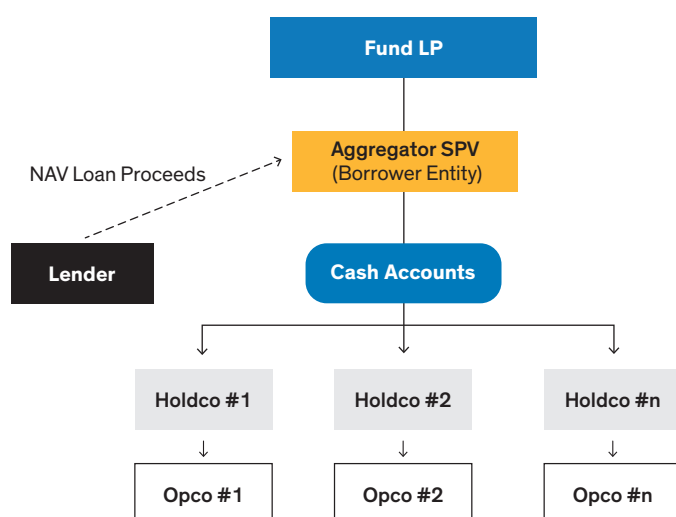 Fund LP
Aggregator SPV
(Borrower Entity)
NAV Loan Proceeds
Lender
Cash Accounts
Holdco #1
Holdco #2
Holdco #n
Opco #1
Opco #2
Opco #n